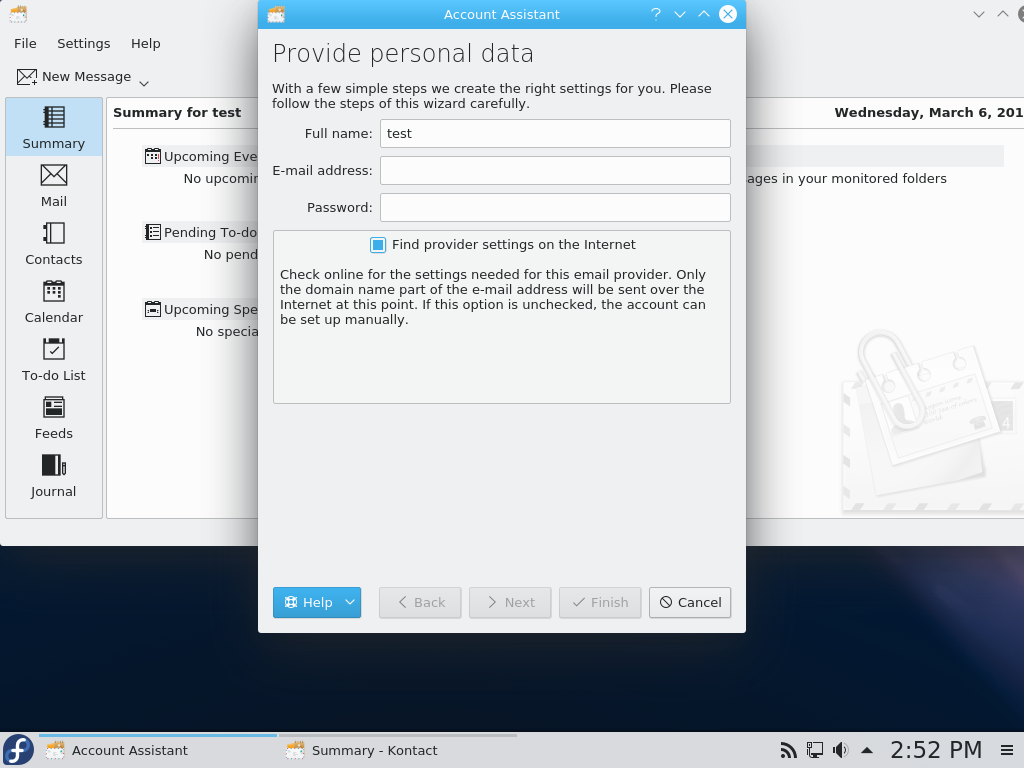 Account Assistant
File Settings Help
New Message
Summary
Mail
Contacts
Calendar
To-do List
Feeds
Journal
Summary for test
Wednesday, March 6, 201
Upcoming Eve
No upcomin
Pending To-do
No pend
Upcoming Spe
No specia
ages in your monitored folders
Provide personal data
With a few simple steps we create the right settings for you. Please
follow the steps of this wizard carefully.
Full name: test
E-mail address:
Password:
Find provider settings on the Internet
Check online for the settings needed for this email provider. Only
the domain name part of the e-mail address will be sent over the
Internet at this point. If this option is unchecked, the account can
be set up manually.
Help Back Next Finish Cancel
Account Assistant Summary - Kontact 2:52 PM